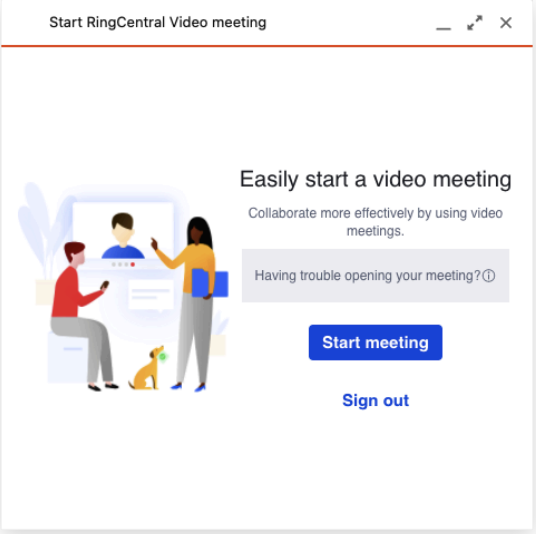 Start RingCentral Video meeting
Easily start a video meeting
Collaborate more effectively by using video
meetings.
Having trouble opening your meeting?
Start meeting
Sign out